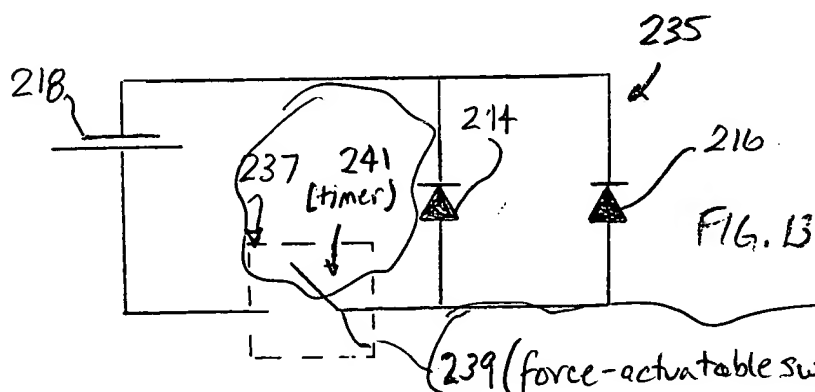 235
218
214
237
241
(timer)
216
FIG. 13
239 (force-actuatable sw